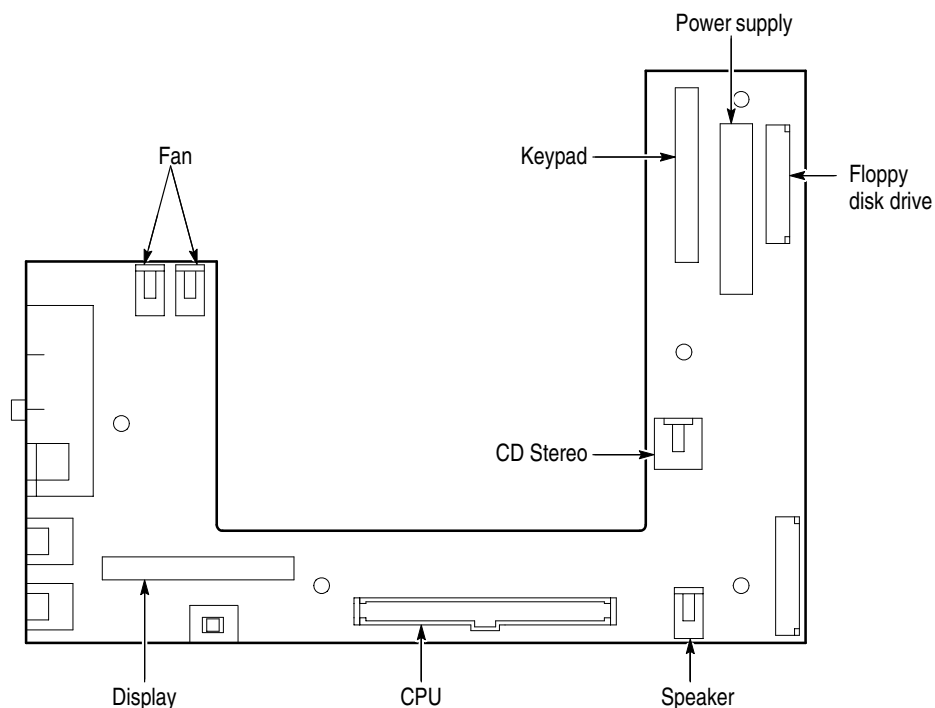 Power supply
Fan
Keypad
Floppy
disk drive
CD Stereo
Display
CPU
Speaker